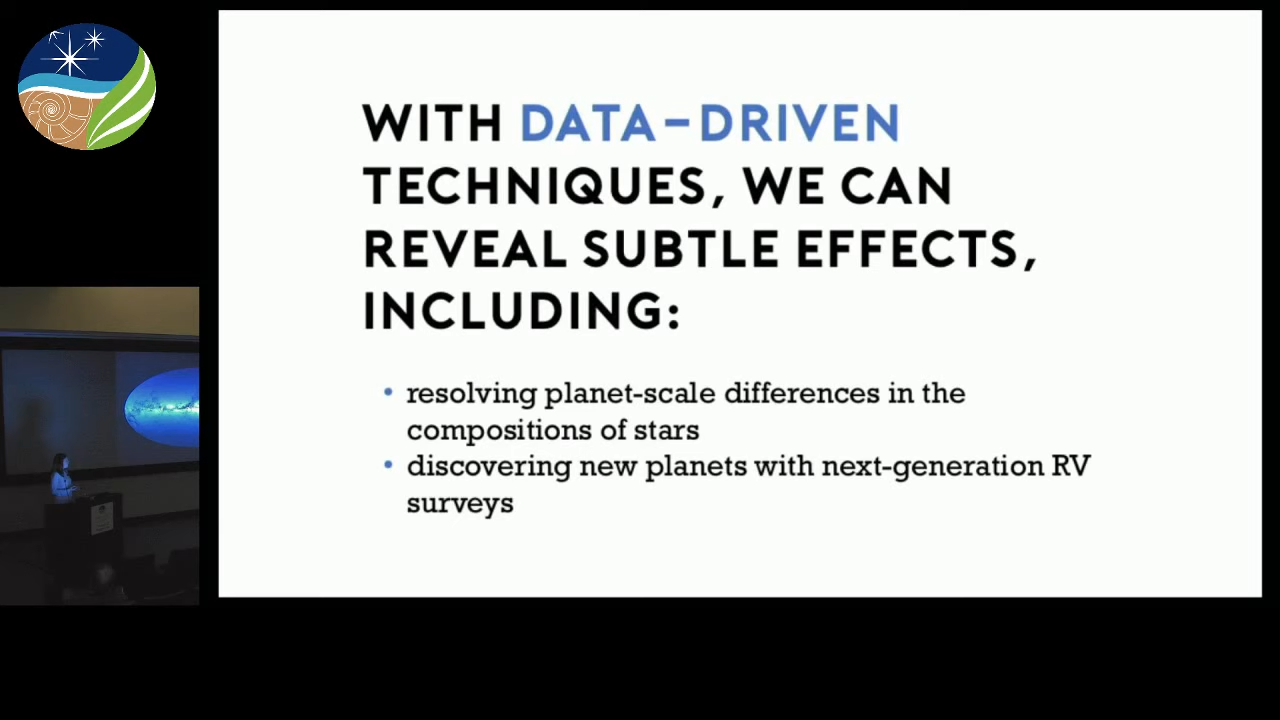 WITH DATA-DRIVEN
TECHNIQUES, WE CAN
REVEAL SUBTLE EFFECTS,
INCLUDING:
• resolving planet-scale differences in the
compositions of stars
• discovering new planets with next-generation RV
surveys